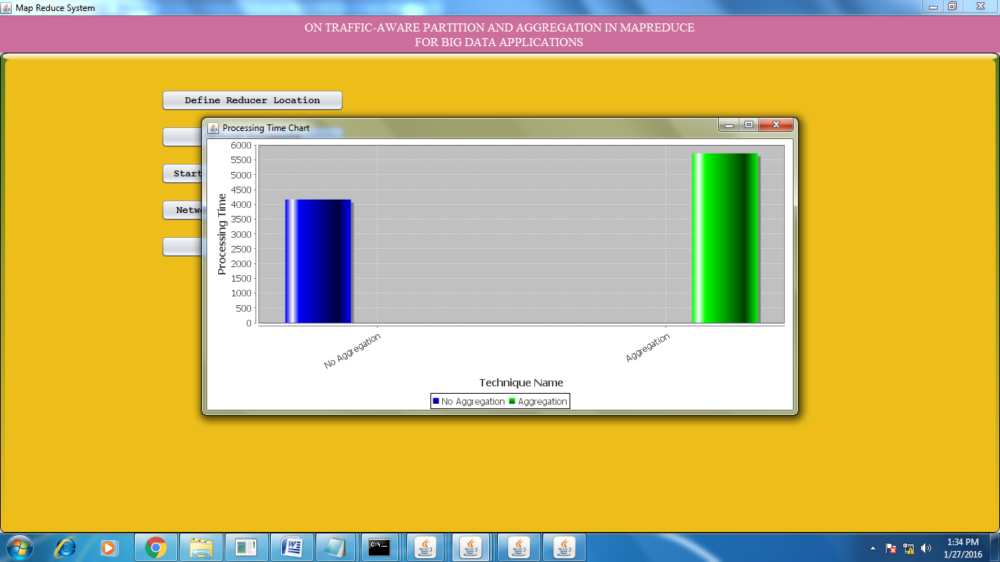 Map Reduce System
ON TRAFFIC-AWARE PARTITION AND AGGREGATION IN MAPREDUCE
FOR BIG DATA APPLICATIONS
Define Reducer Location
Processing Time Chart
Start
6000
5500
5000
4500
4000
3500
3000
2500
2000
1500
1000
500
0
Processing Time
No Aggregation
Aggregation
Technique Name
No Aggregation Aggregation
C:\
1:34 PM
1/27/2016